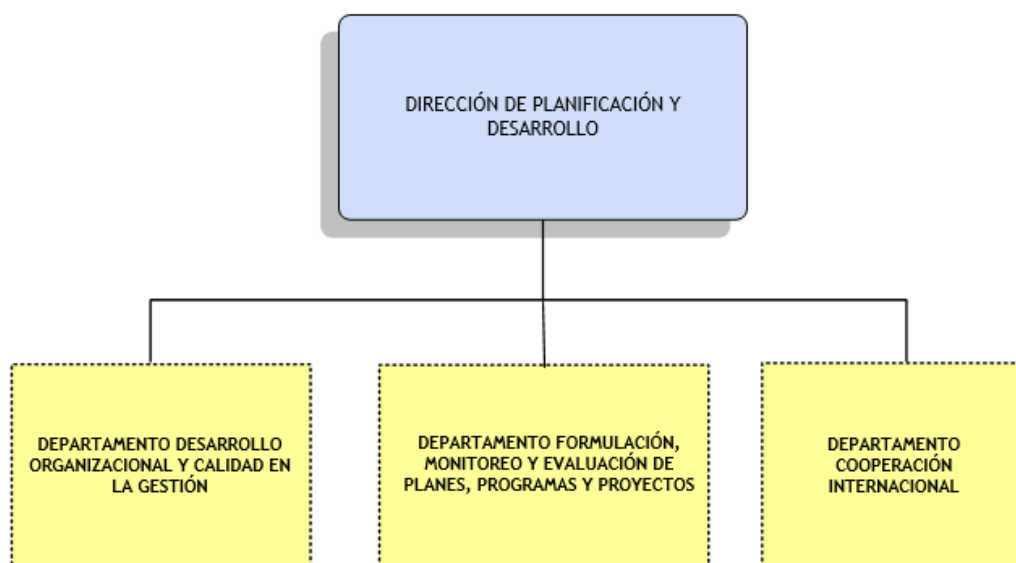 DIRECCIÓN DE PLANIFICACIÓN Y
DESARROLLO
DEPARTAMENTO DESARROLLO
ORGANIZACIONAL Y CALIDAD EN
LA GESTIÓN
DEPARTAMENTO FORMULACIÓN,
MONITOREO Y EVALUACIÓN DE
PLANES, PROGRAMAS Y PROYECTOS
DEPARTAMENTO
COOPERACIÓN
INTERNACIONAL